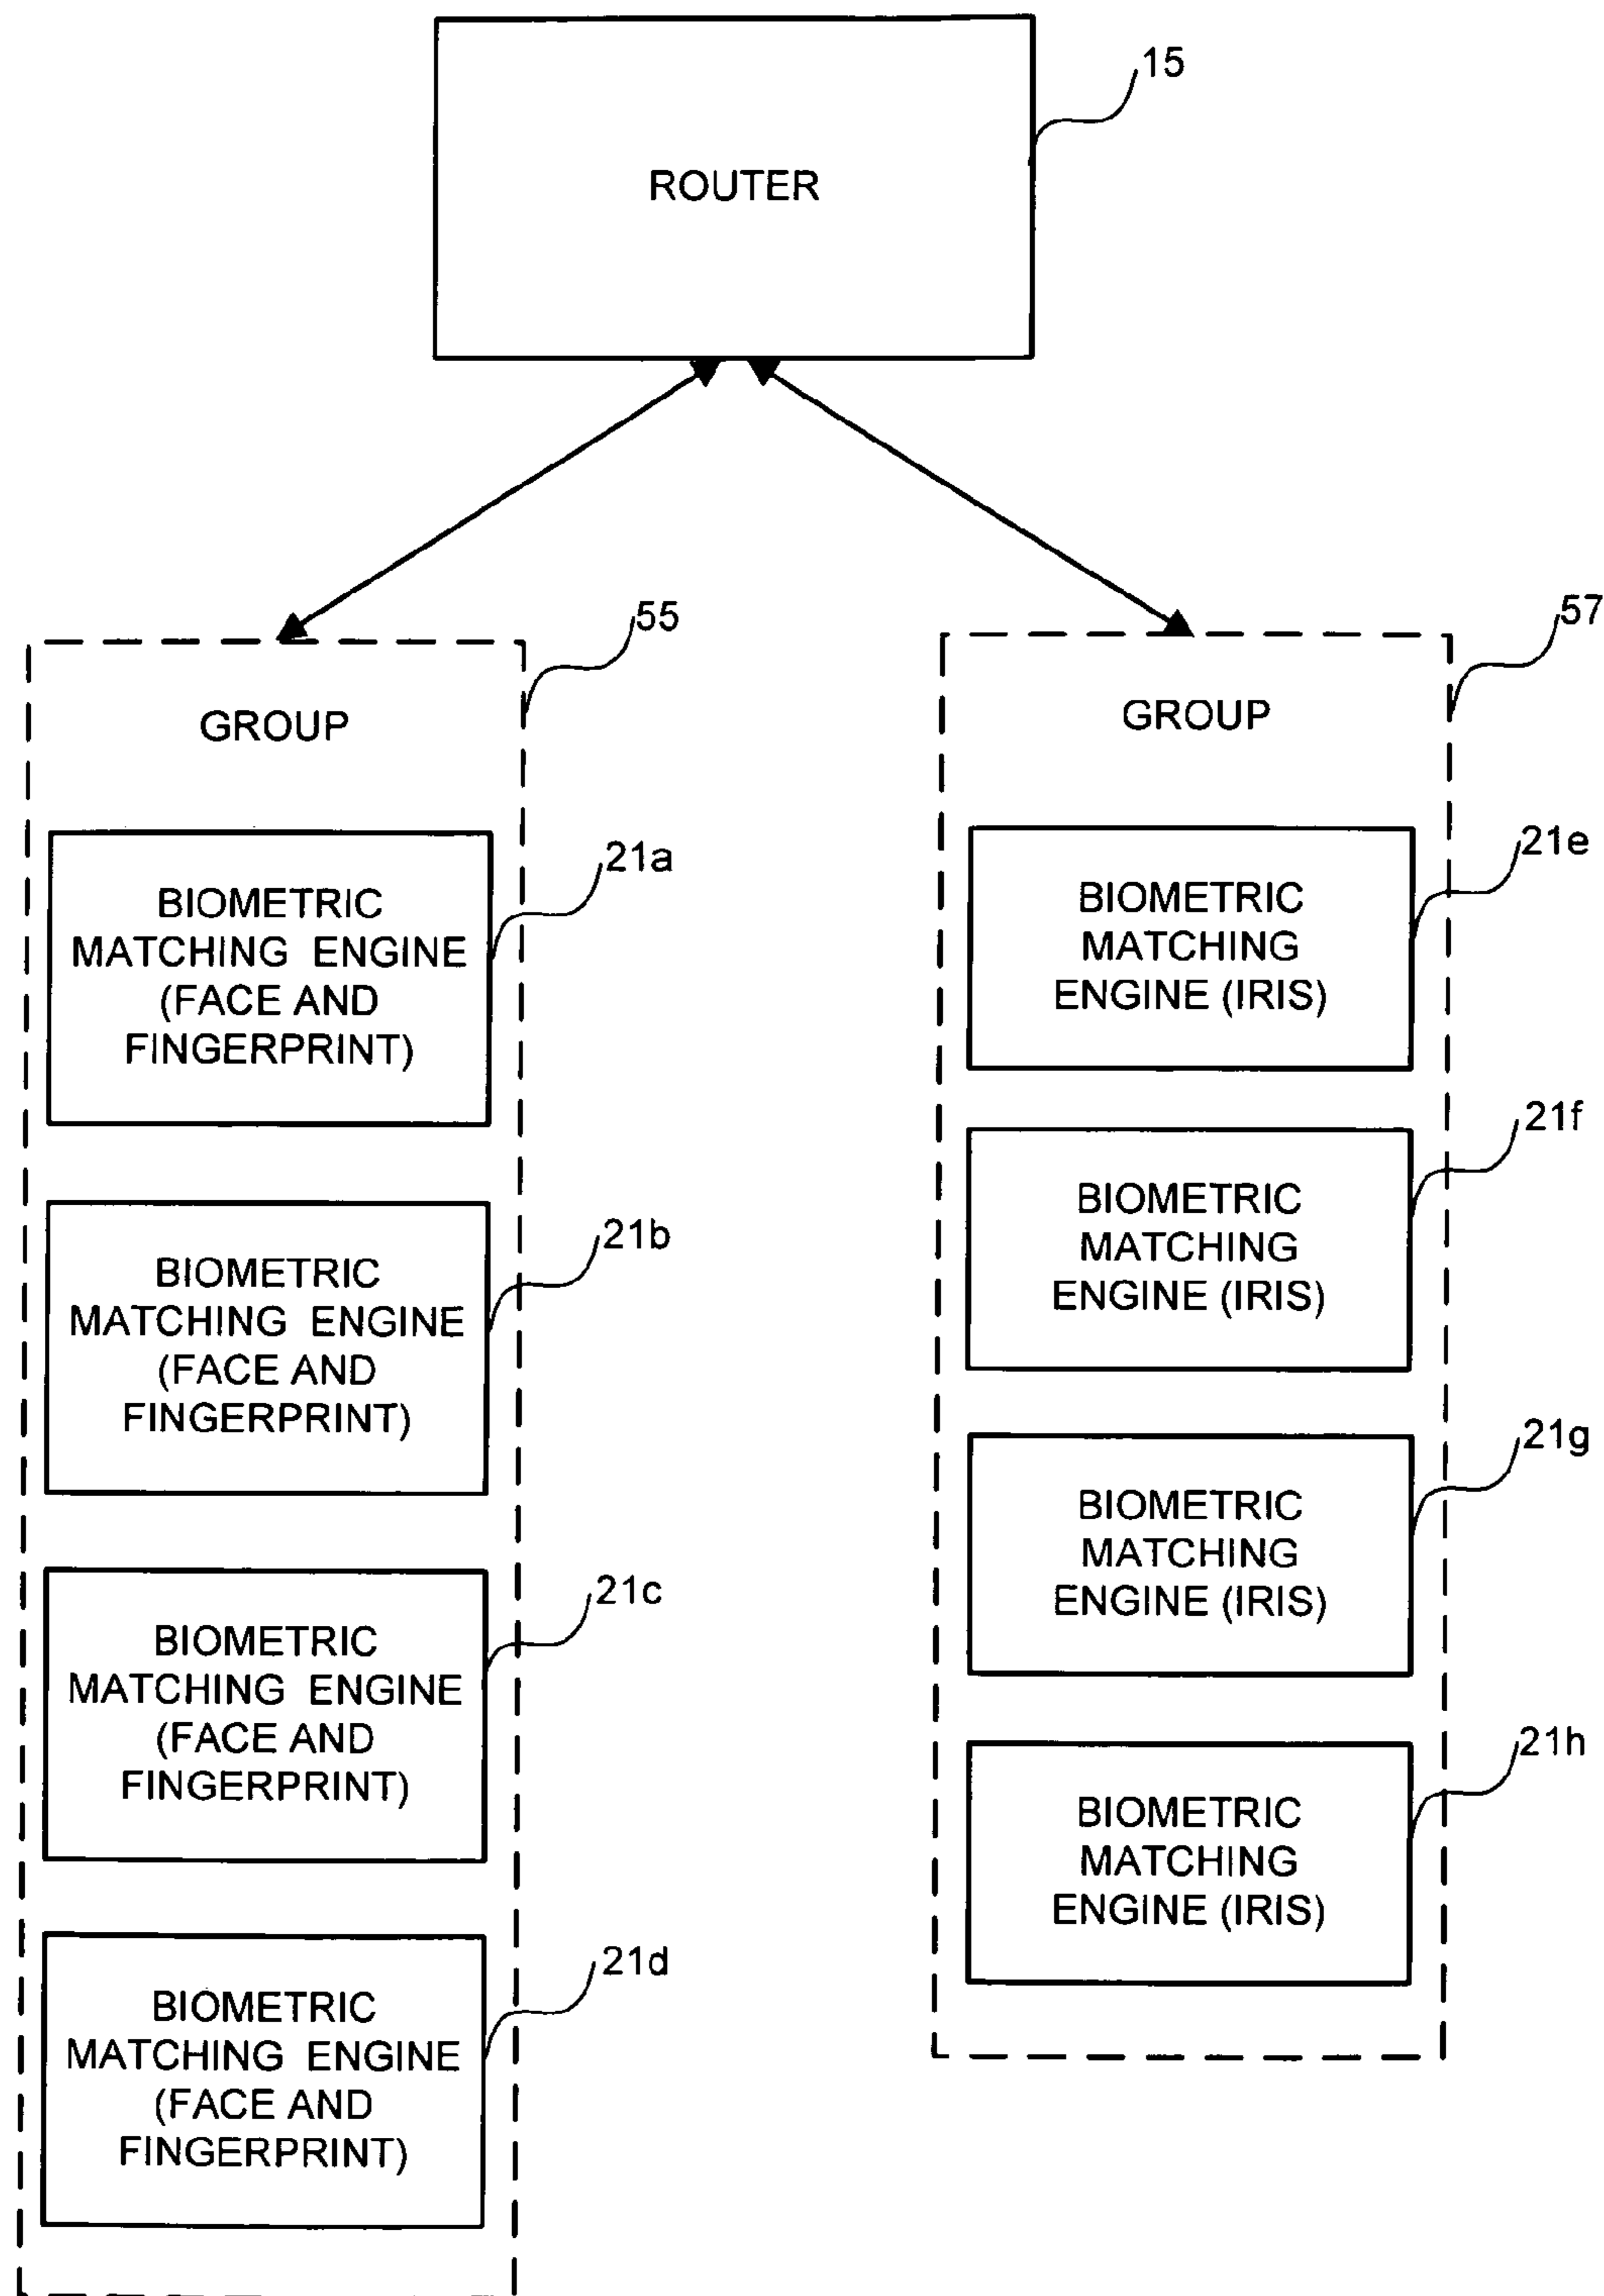 15
ROUTER
55
GROUP
21a
BIOMETRIC
MATCHING ENGINE
(FACE AND
FINGERPRINT)
21b
BIOMETRIC
MATCHING ENGINE
(FACE AND
FINGERPRINT)
21c
BIOMETRIC
MATCHING ENGINE
(FACE AND
FINGERPRINT)
21d
BIOMETRIC
MATCHING ENGINE
(FACE AND
FINGERPRINT)
57
GROUP
21e
BIOMETRIC
MATCHING
ENGINE (IRIS)
21f
BIOMETRIC
MATCHING
ENGINE (IRIS)
21g
BIOMETRIC
MATCHING
ENGINE (IRIS)
21h
BIOMETRIC
MATCHING
ENGINE (IRIS)